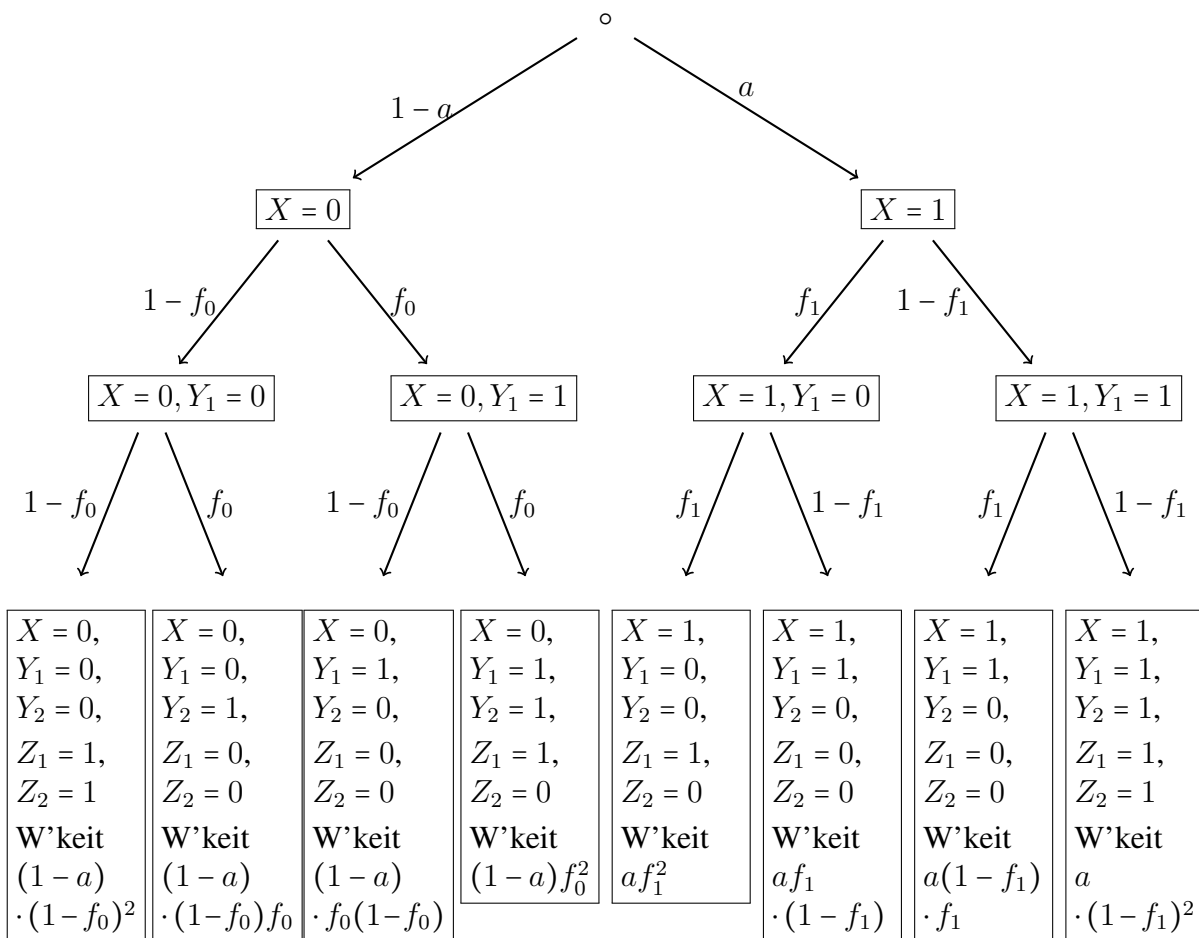 ∘
1 − a
a
X = 0
X = 1
1 − f₀
f₀
f₁
1 − f₁
X = 0, Y₁ = 0
X = 0, Y₁ = 1
X = 1, Y₁ = 0
X = 1, Y₁ = 1
1 − f₀
f₀
1 − f₀
f₀
f₁
1 − f₁
f₁
1 − f₁
X = 0,
Y₁ = 0,
Y₂ = 0,
Z₁ = 1,
Z₂ = 1
W'keit
(1 − a)
· (1−f₀)²
X = 0,
Y₁ = 0,
Y₂ = 1,
Z₁ = 0,
Z₂ = 0
W'keit
(1 − a)
· (1−f₀)f₀
X = 0,
Y₁ = 1,
Y₂ = 0,
Z₁ = 0,
Z₂ = 0
W'keit
(1 − a)
· f₀(1−f₀)
X = 0,
Y₁ = 1,
Y₂ = 1,
Z₁ = 1,
Z₂ = 0
W'keit
(1 − a)f₀²
X = 1,
Y₁ = 0,
Y₂ = 0,
Z₁ = 1,
Z₂ = 0
W'keit
af₁²
X = 1,
Y₁ = 1,
Y₂ = 0,
Z₁ = 0,
Z₂ = 0
W'keit
af₁
· (1−f₁)
X = 1,
Y₁ = 1,
Y₂ = 0,
Z₁ = 0,
Z₂ = 0
W'keit
a(1 − f₁)
· f₁
X = 1,
Y₁ = 1,
Y₂ = 1,
Z₁ = 1,
Z₂ = 1
W'keit
a
· (1−f₁)²